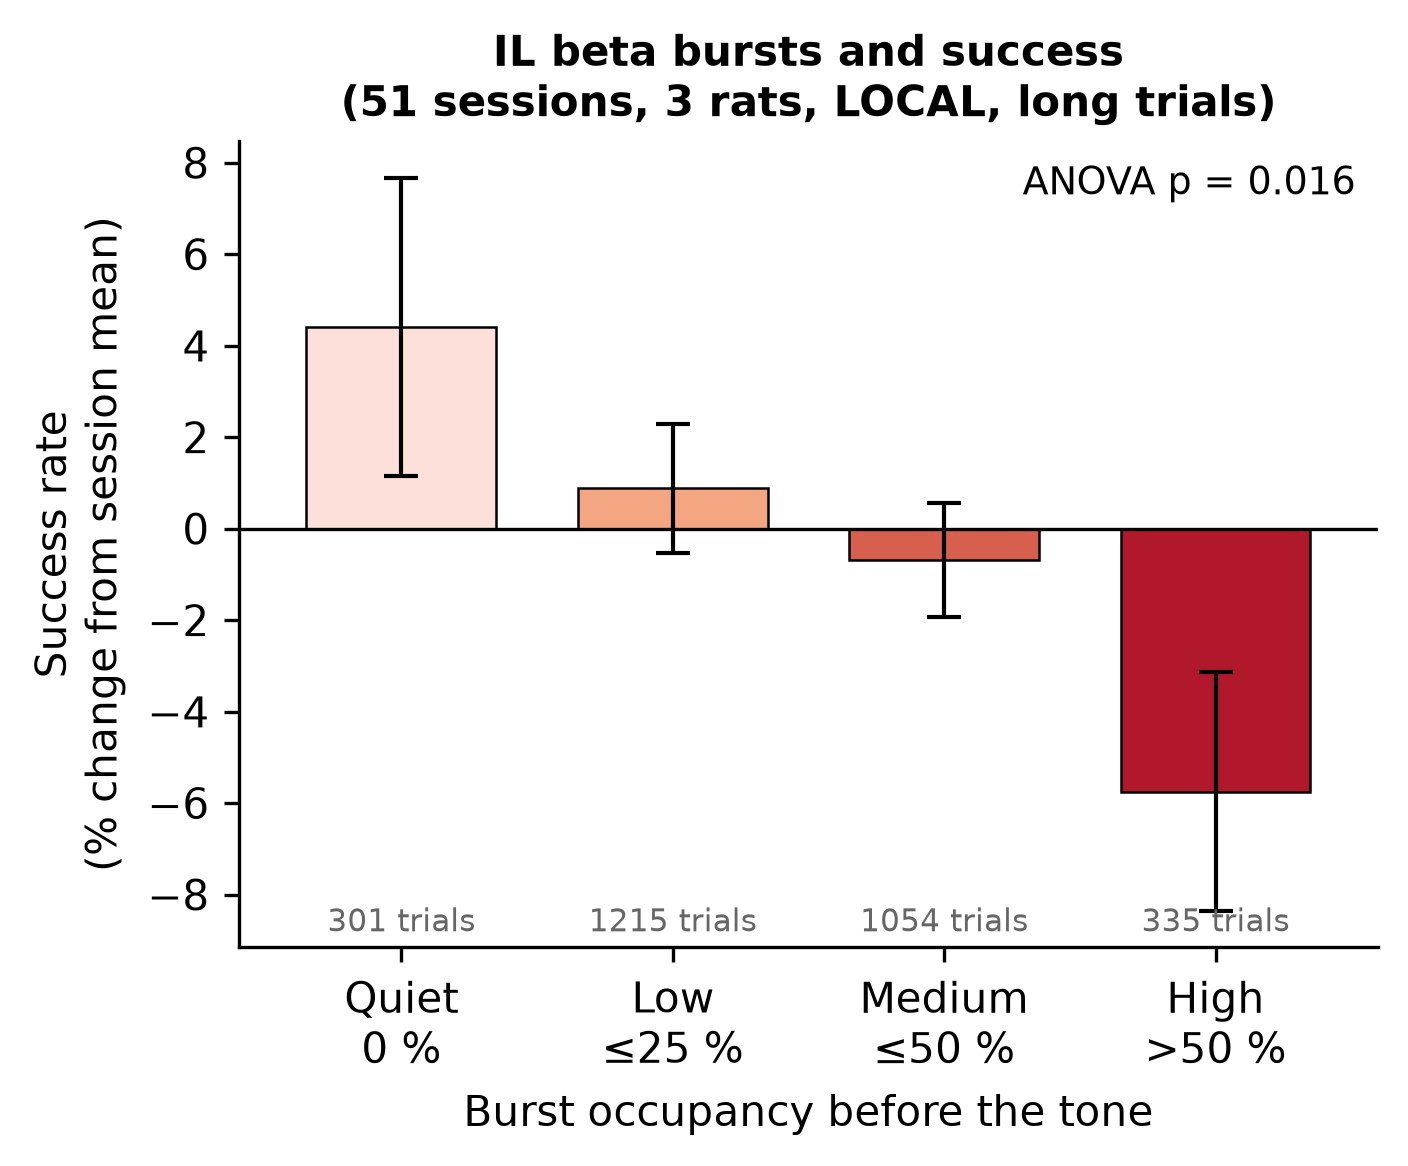 IL beta bursts and success
(51 sessions, 3 rats, LOCAL, long trials)
ANOVA p = 0.016
Success rate
(% change from session mean)
8
6
4
2
0
−2
−4
−6
−8
301 trials
1215 trials
1054 trials
335 trials
Quiet
0 %
Low
≤25 %
Medium
≤50 %
High
>50 %
Burst occupancy before the tone